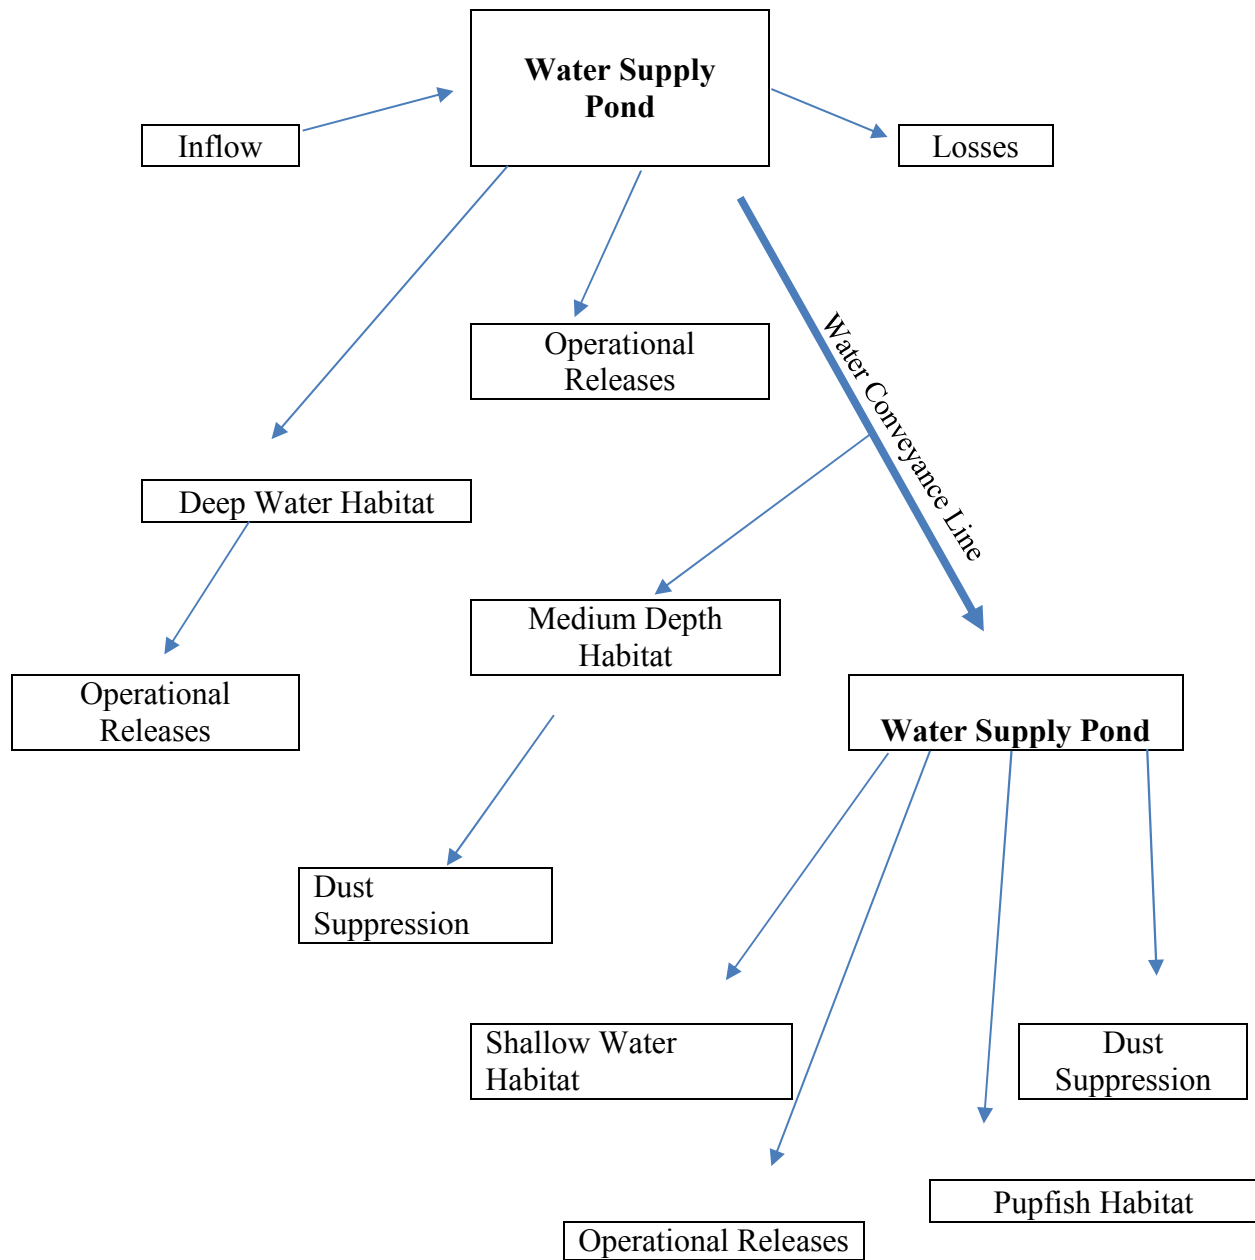 Water Supply
Pond
Inflow
Losses
Operational
Releases
Water Conveyance Line
Deep Water Habitat
Medium Depth
Habitat
Operational
Releases
Water Supply Pond
Dust
Suppression
Shallow Water
Habitat
Dust
Suppression
Pupfish Habitat
Operational Releases